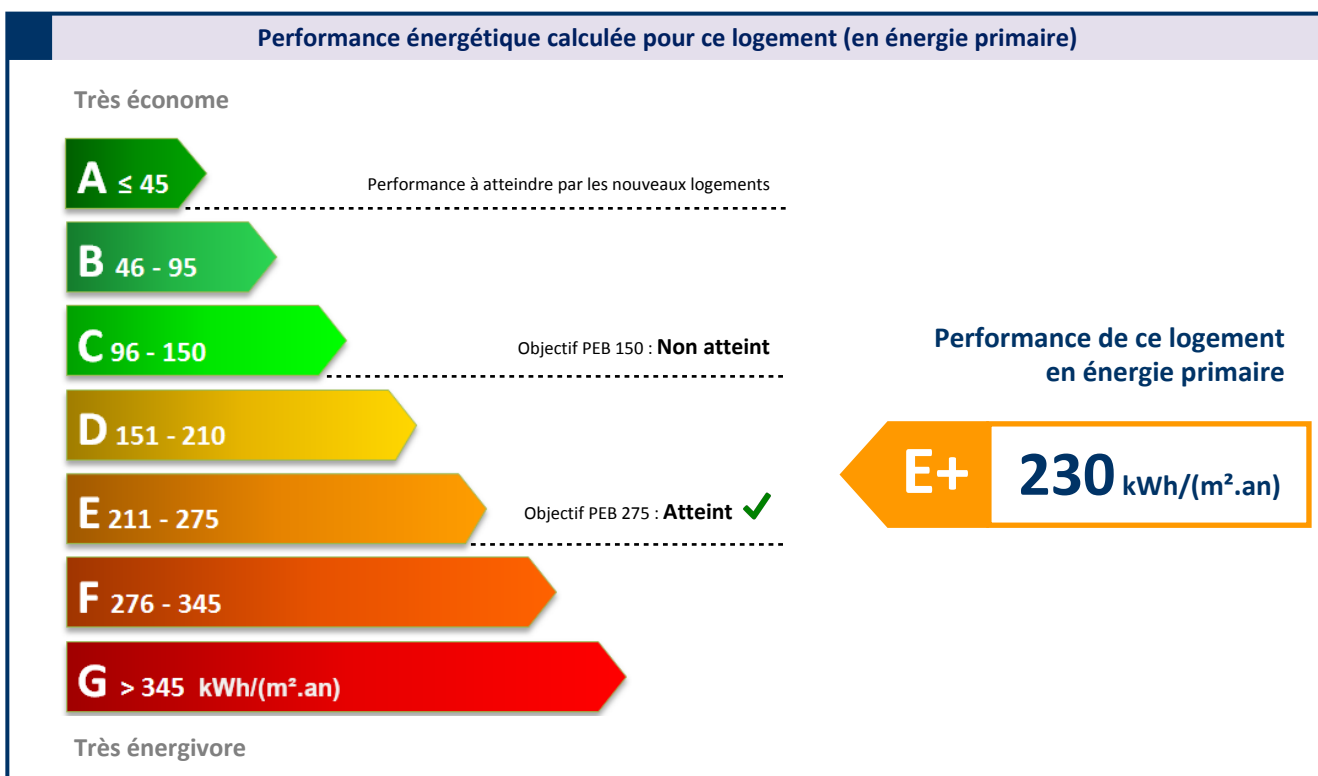 Performance énergétique calculée pour ce logement (en énergie primaire)
Très économe
A ≤ 45
Performance à atteindre par les nouveaux logements
B 46 - 95
C 96 - 150
Objectif PEB 150 : Non atteint
D 151 - 210
E 211 - 275
Objectif PEB 275 : Atteint ✓
F 276 - 345
G > 345 kWh/(m².an)
Très énergivore
Performance de ce logement
en énergie primaire
E+ 230 kWh/(m².an)